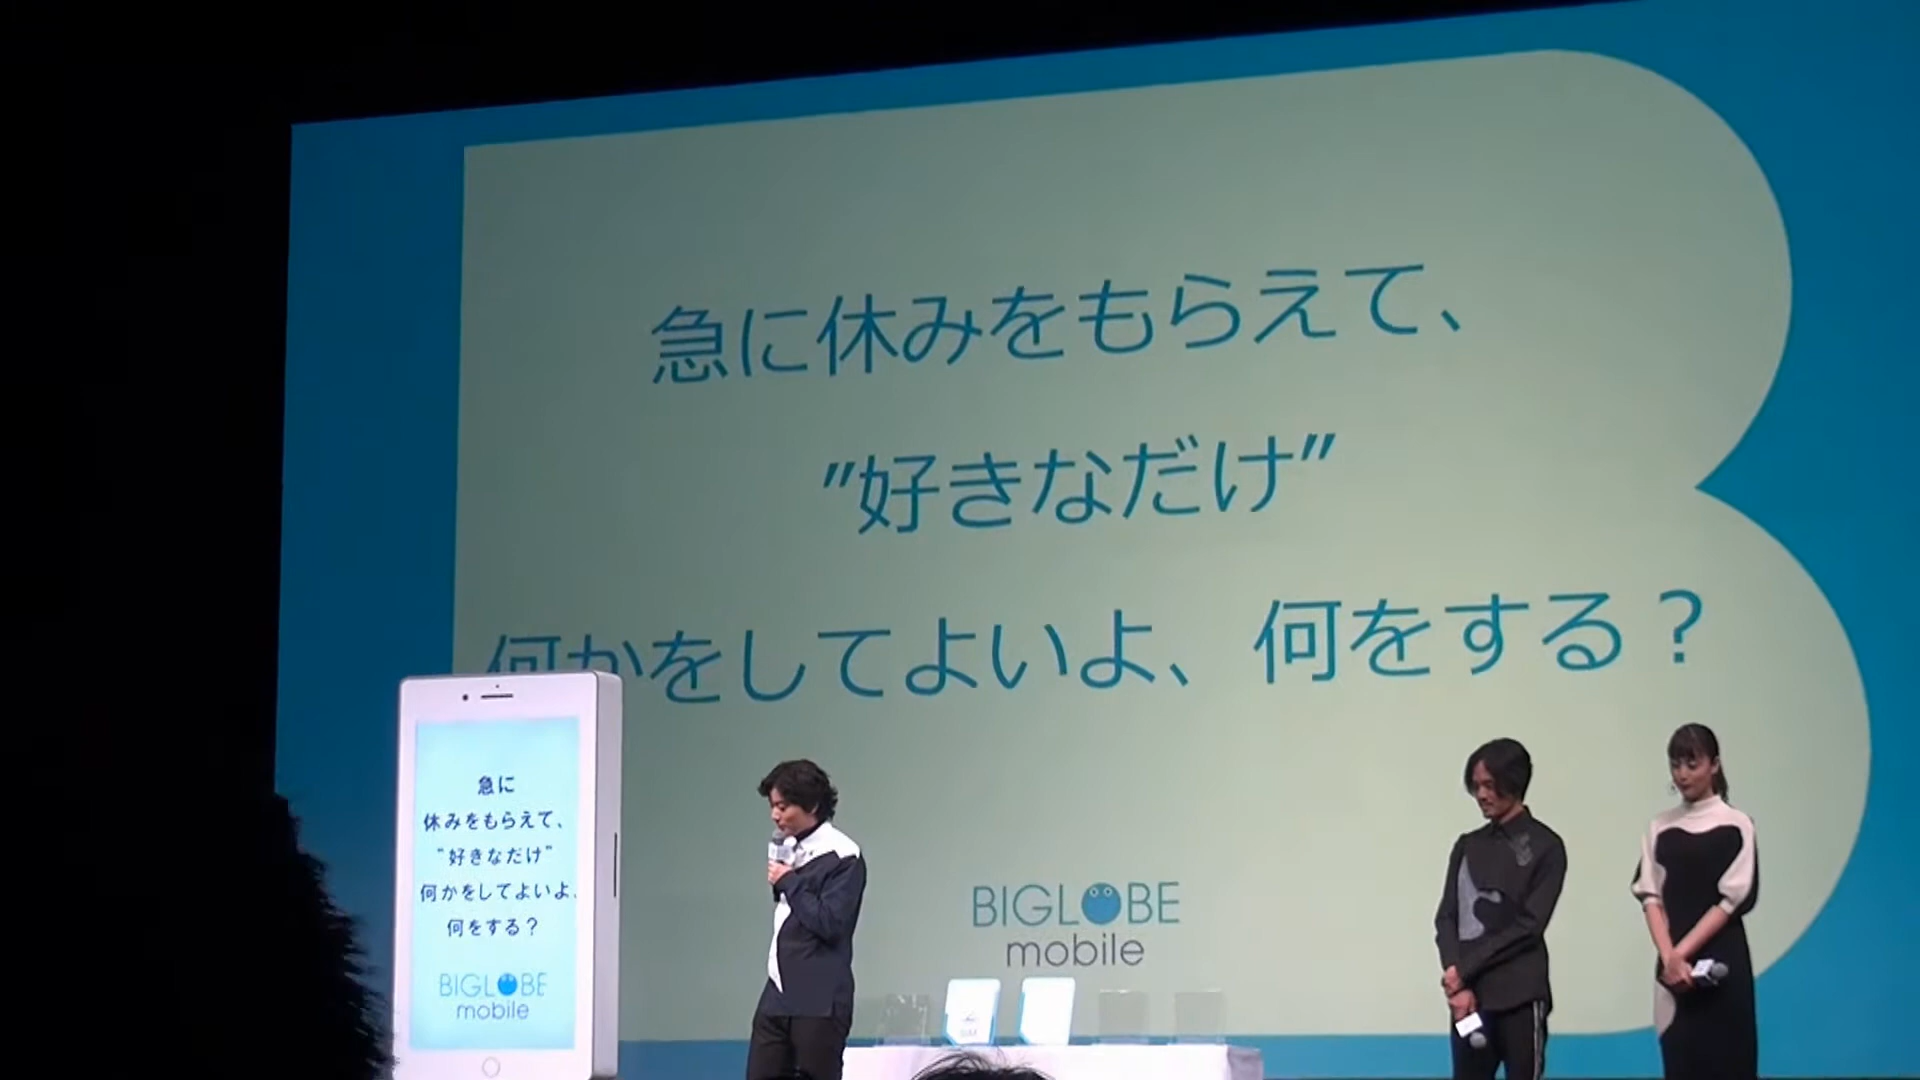 急に休みをもらえて、
”好きなだけ”
何かをしてよいよ、何をする？
BIGLOBE
mobile
急に
休みをもらえて、
“好きなだけ”
何かをしてよいよ、
何をする？
BIGLOBE
mobile